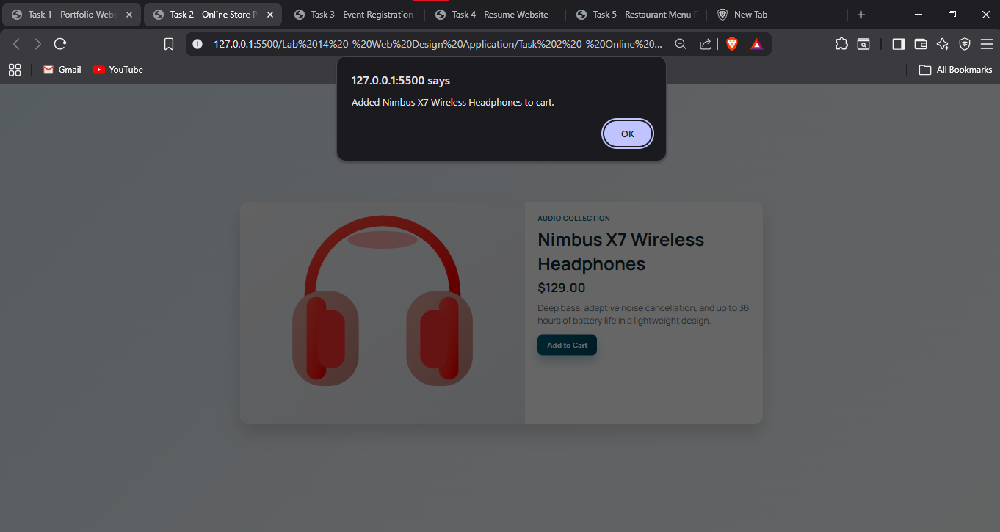 Task 1 - Portfolio Webs
Task 2 - Online Store P
Task 3 - Event Registration
Task 4 - Resume Website
Task 5 - Restaurant Menu P
New Tab
127.0.0.1:5500/Lab%2014%20-%20Web%20Design%20Application/Task%202%20-%20Online%20...
Gmail
YouTube
All Bookmarks
127.0.0.1:5500 says
Added Nimbus X7 Wireless Headphones to cart.
OK
AUDIO COLLECTION
Nimbus X7 Wireless
Headphones
$129.00
Deep bass, adaptive noise cancellation, and up to 36
hours of battery life in a lightweight design.
Add to Cart